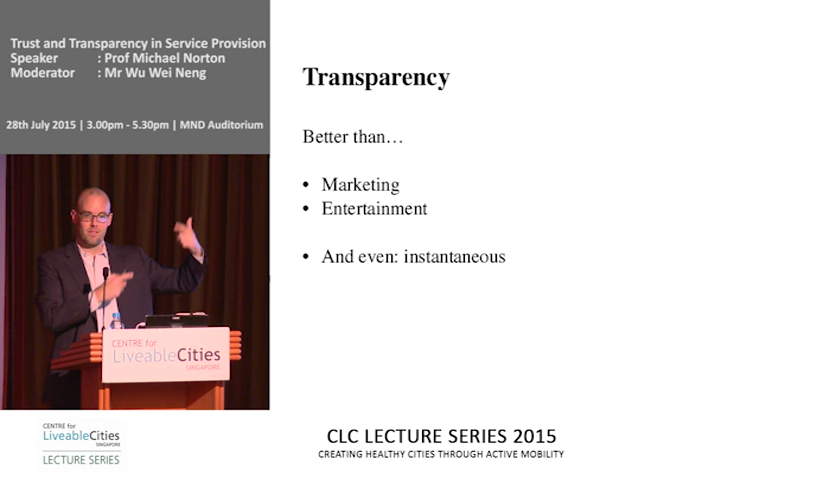 Trust and Transparency in Service Provision
Speaker : Prof Michael Norton
Moderator : Mr Wu Wei Neng
28th July 2015 | 3.00pm - 5.30pm | MND Auditorium
Transparency
Better than…
• Marketing
• Entertainment
• And even: instantaneous
CENTRE for
LiveableCities
SINGAPORE
CENTRE for
LiveableCities
SINGAPORE
LECTURE SERIES
CLC LECTURE SERIES 2015
CREATING HEALTHY CITIES THROUGH ACTIVE MOBILITY